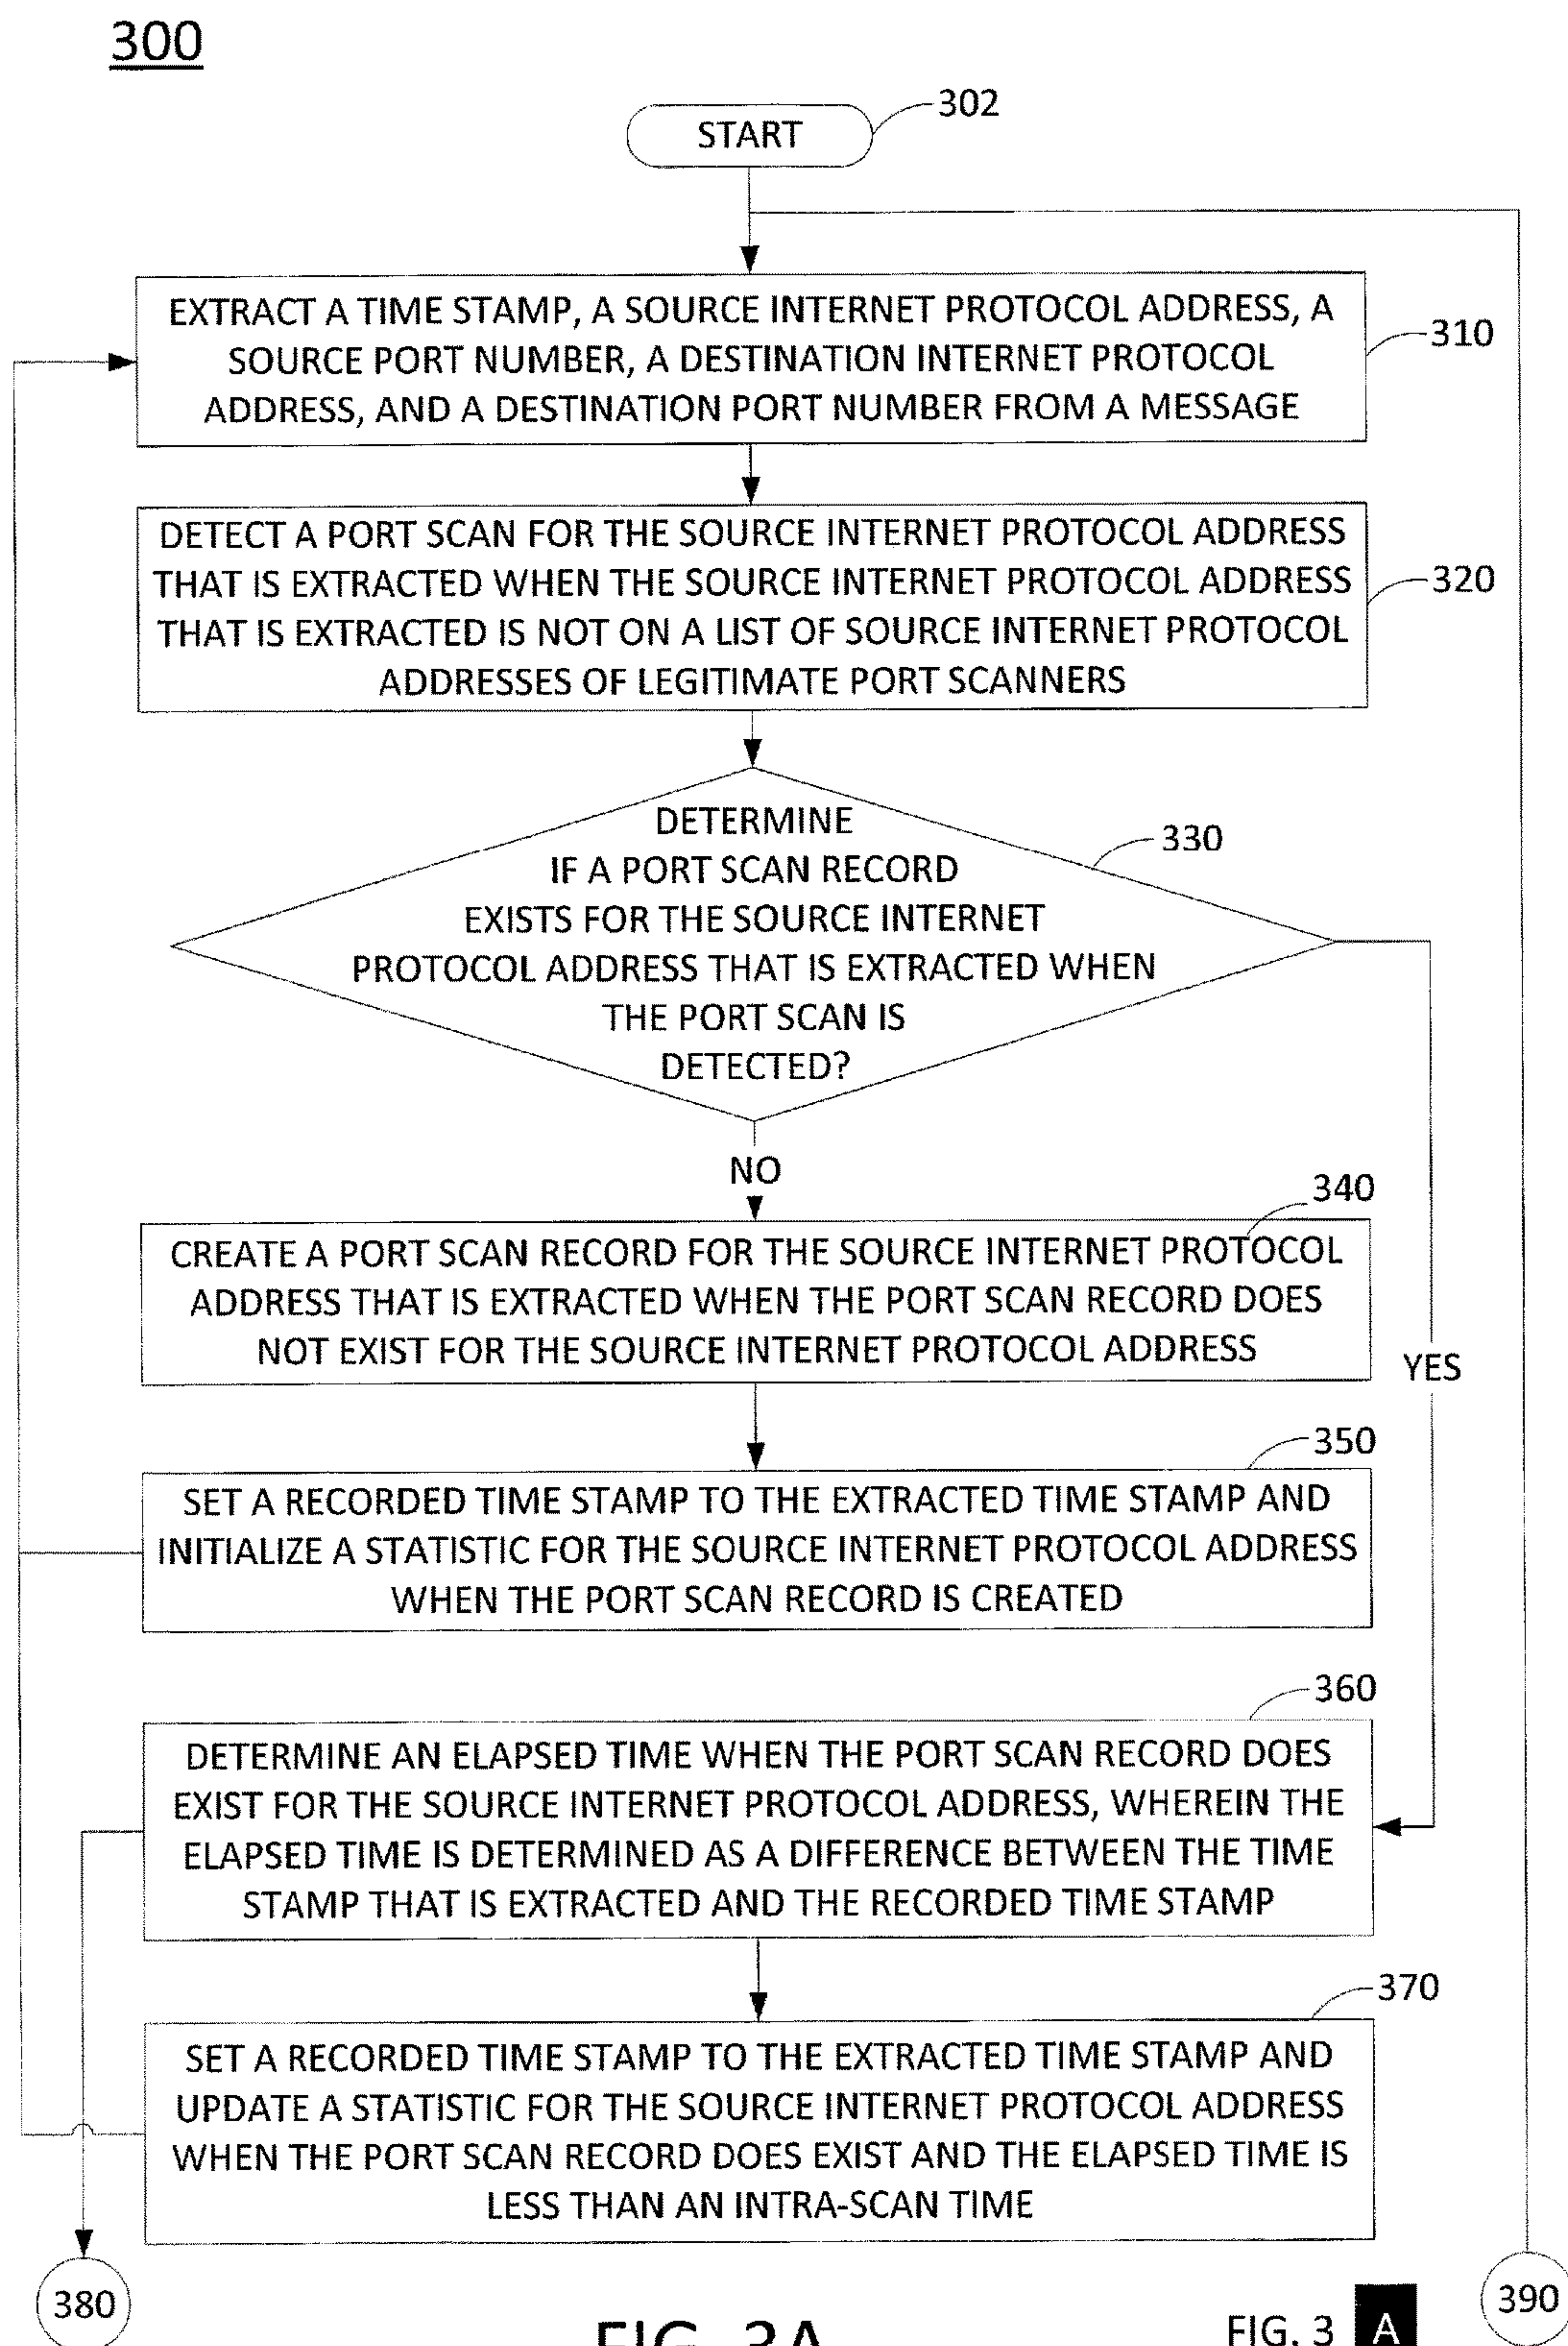 300
302
START
EXTRACT A TIME STAMP, A SOURCE INTERNET PROTOCOL ADDRESS, A
SOURCE PORT NUMBER, A DESTINATION INTERNET PROTOCOL
ADDRESS, AND A DESTINATION PORT NUMBER FROM A MESSAGE
310
DETECT A PORT SCAN FOR THE SOURCE INTERNET PROTOCOL ADDRESS
THAT IS EXTRACTED WHEN THE SOURCE INTERNET PROTOCOL ADDRESS
THAT IS EXTRACTED IS NOT ON A LIST OF SOURCE INTERNET PROTOCOL
ADDRESSES OF LEGITIMATE PORT SCANNERS
320
DETERMINE
IF A PORT SCAN RECORD
EXISTS FOR THE SOURCE INTERNET
PROTOCOL ADDRESS THAT IS EXTRACTED WHEN
THE PORT SCAN IS
DETECTED?
330
NO
340
CREATE A PORT SCAN RECORD FOR THE SOURCE INTERNET PROTOCOL
ADDRESS THAT IS EXTRACTED WHEN THE PORT SCAN RECORD DOES
NOT EXIST FOR THE SOURCE INTERNET PROTOCOL ADDRESS
YES
350
SET A RECORDED TIME STAMP TO THE EXTRACTED TIME STAMP AND
INITIALIZE A STATISTIC FOR THE SOURCE INTERNET PROTOCOL ADDRESS
WHEN THE PORT SCAN RECORD IS CREATED
360
DETERMINE AN ELAPSED TIME WHEN THE PORT SCAN RECORD DOES
EXIST FOR THE SOURCE INTERNET PROTOCOL ADDRESS, WHEREIN THE
ELAPSED TIME IS DETERMINED AS A DIFFERENCE BETWEEN THE TIME
STAMP THAT IS EXTRACTED AND THE RECORDED TIME STAMP
370
SET A RECORDED TIME STAMP TO THE EXTRACTED TIME STAMP AND
UPDATE A STATISTIC FOR THE SOURCE INTERNET PROTOCOL ADDRESS
WHEN THE PORT SCAN RECORD DOES EXIST AND THE ELAPSED TIME IS
LESS THAN AN INTRA-SCAN TIME
380
390
FIG. 3A
FIG. 3 A